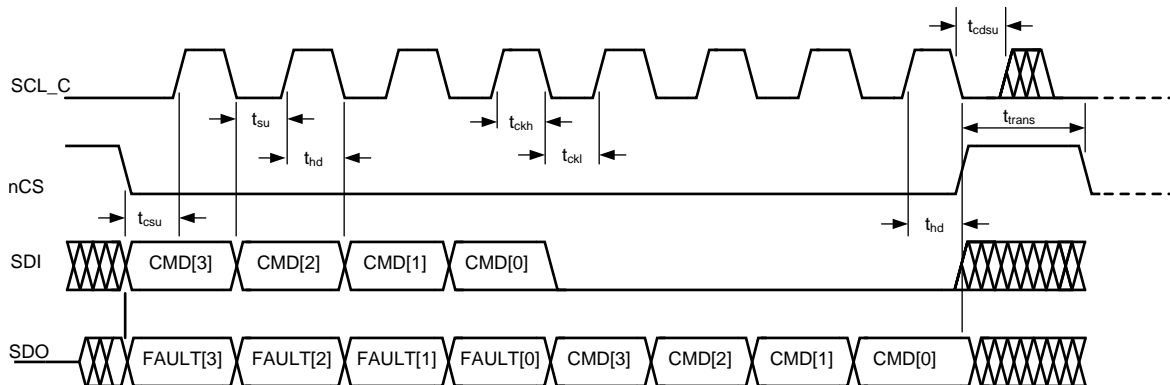 t_cdsu
SCL_C
t_su
t_ckh
t_trans
t_hd
t_ckl
nCS
t_csu
t_hd
SDI
CMD[3]
CMD[2]
CMD[1]
CMD[0]
SDO
FAULT[3]
FAULT[2]
FAULT[1]
FAULT[0]
CMD[3]
CMD[2]
CMD[1]
CMD[0]